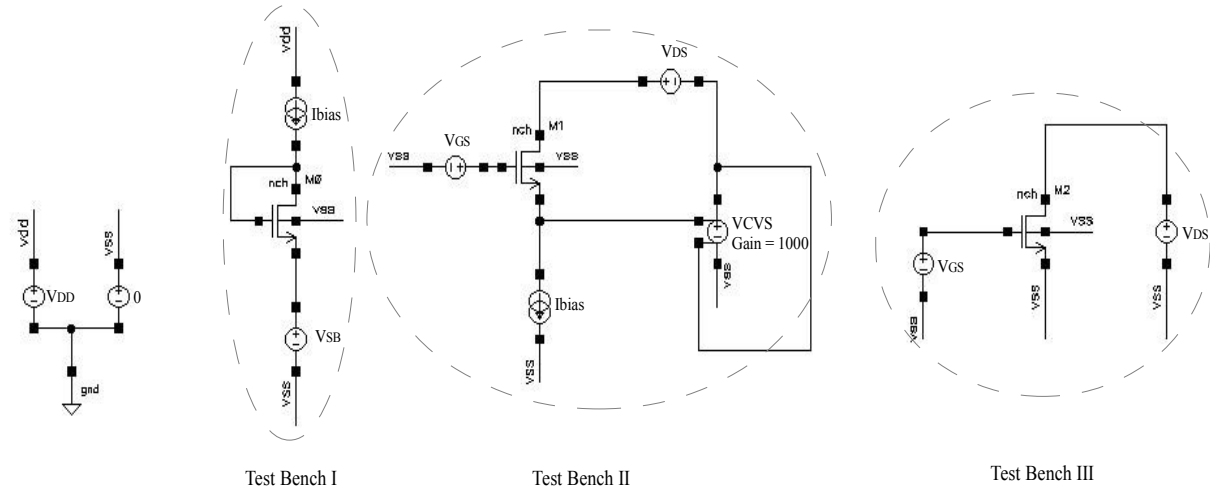 vdd
vss
VDD
0
gnd
vdd
Ibias
nch
MØ
VSS
VSB
VSS
Test Bench I
VDS
nch
M1
VGS
VSS
VSS
VCVS
Gain = 1000
VSS
Ibias
VSS
Test Bench II
nch
M2
VSS
VDS
VGS
VSS
VSS
VSS
Test Bench III